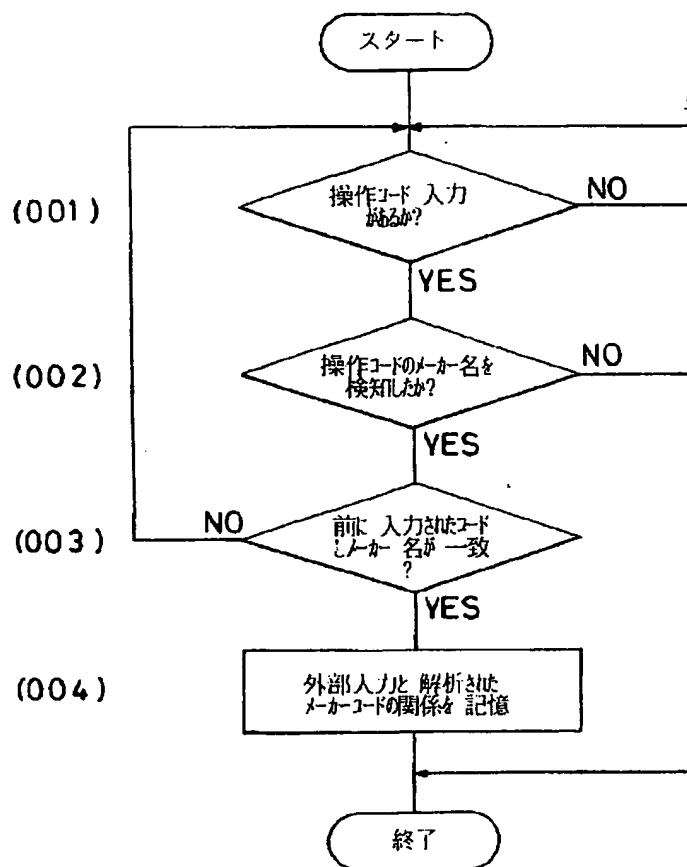 スタート
(001)
操作コード 入力
があるか?
NO
YES
(002)
操作コードのメーカー名を
検知したか?
NO
YES
(003)
NO
前に 入力されたコード
とメーカー 名が 一致
?
YES
(004)
外部入力と 解析された
メーカーコードの関係を 記憶
終了